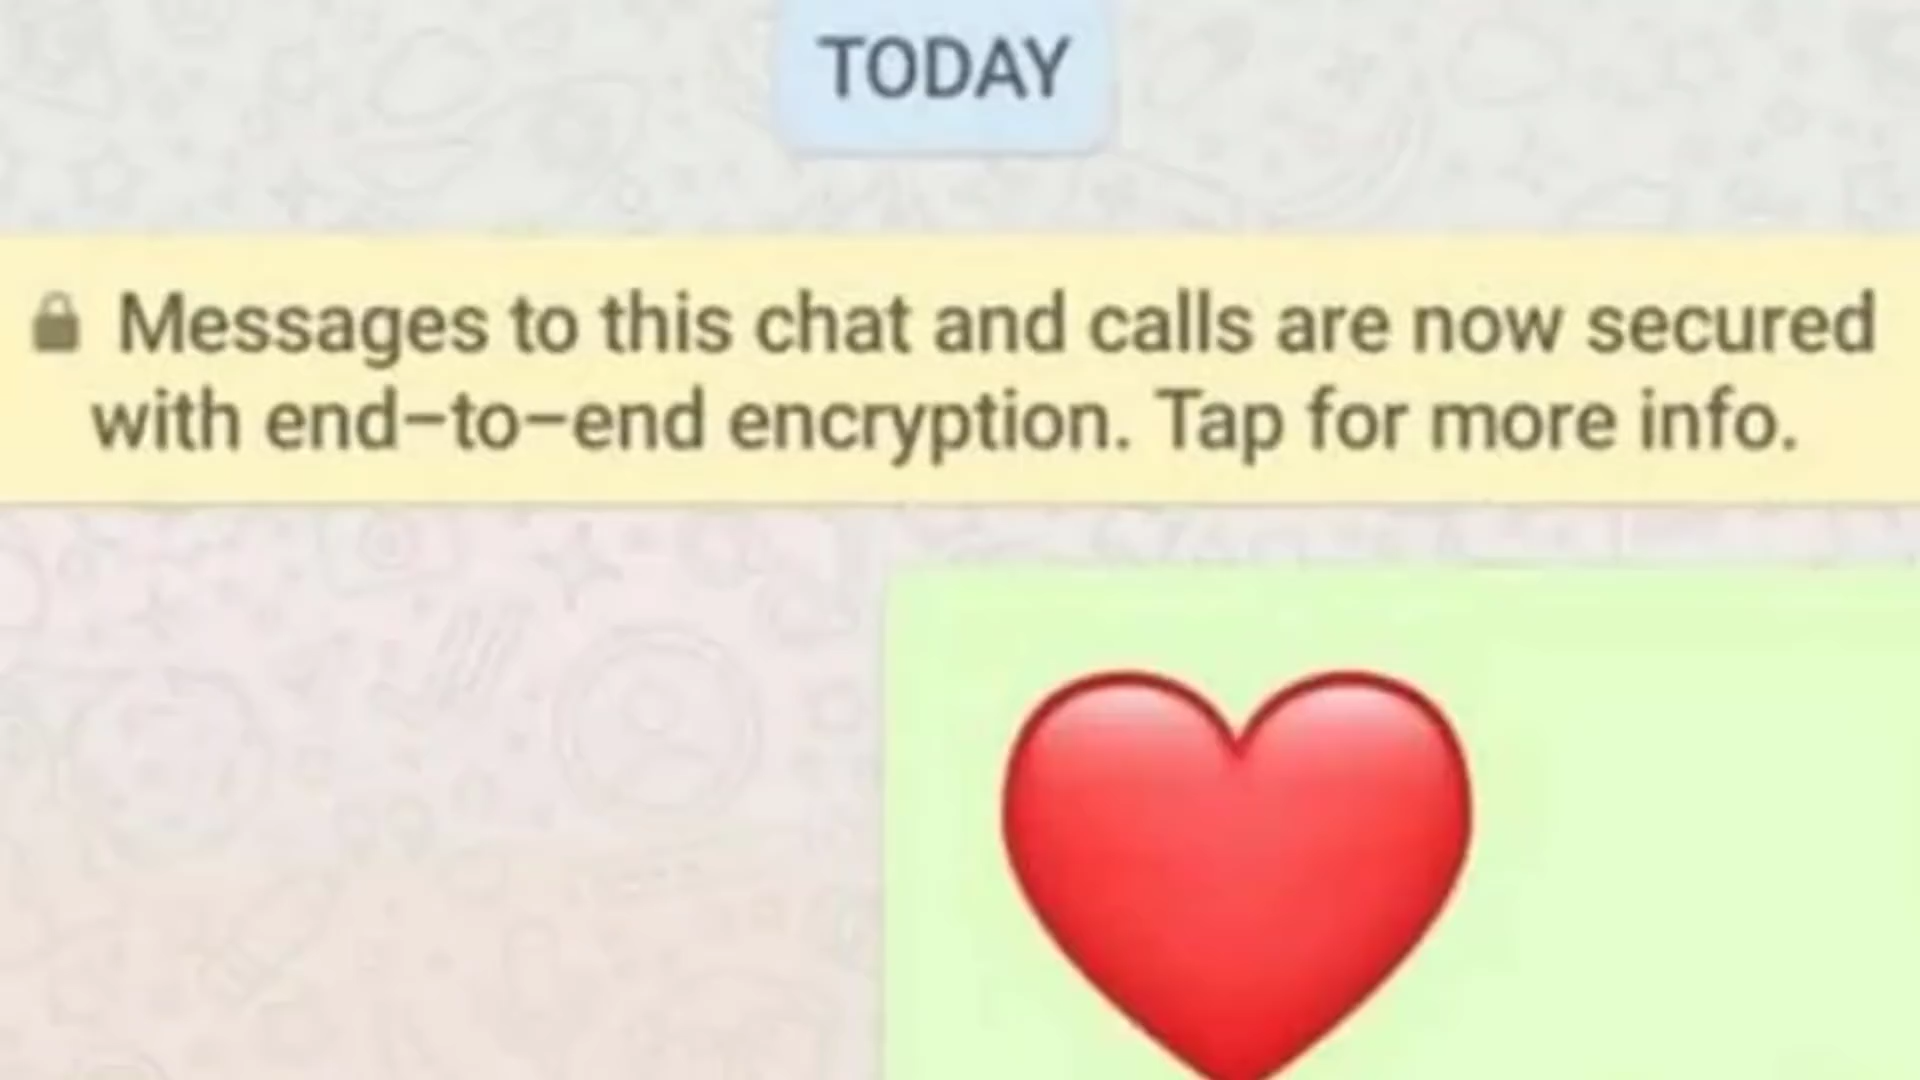 TODAY
Messages to this chat and calls are now secured
with end-to-end encryption. Tap for more info.